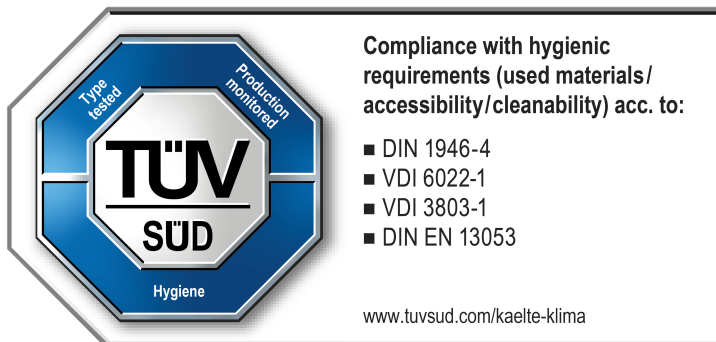 Type
tested
Production
monitored
TÜV
SÜD
Hygiene
Compliance with hygienic
requirements (used materials/
accessibility/cleanability) acc. to:
■ DIN 1946-4
■ VDI 6022-1
■ VDI 3803-1
■ DIN EN 13053
www.tuvsud.com/kaelte-klima